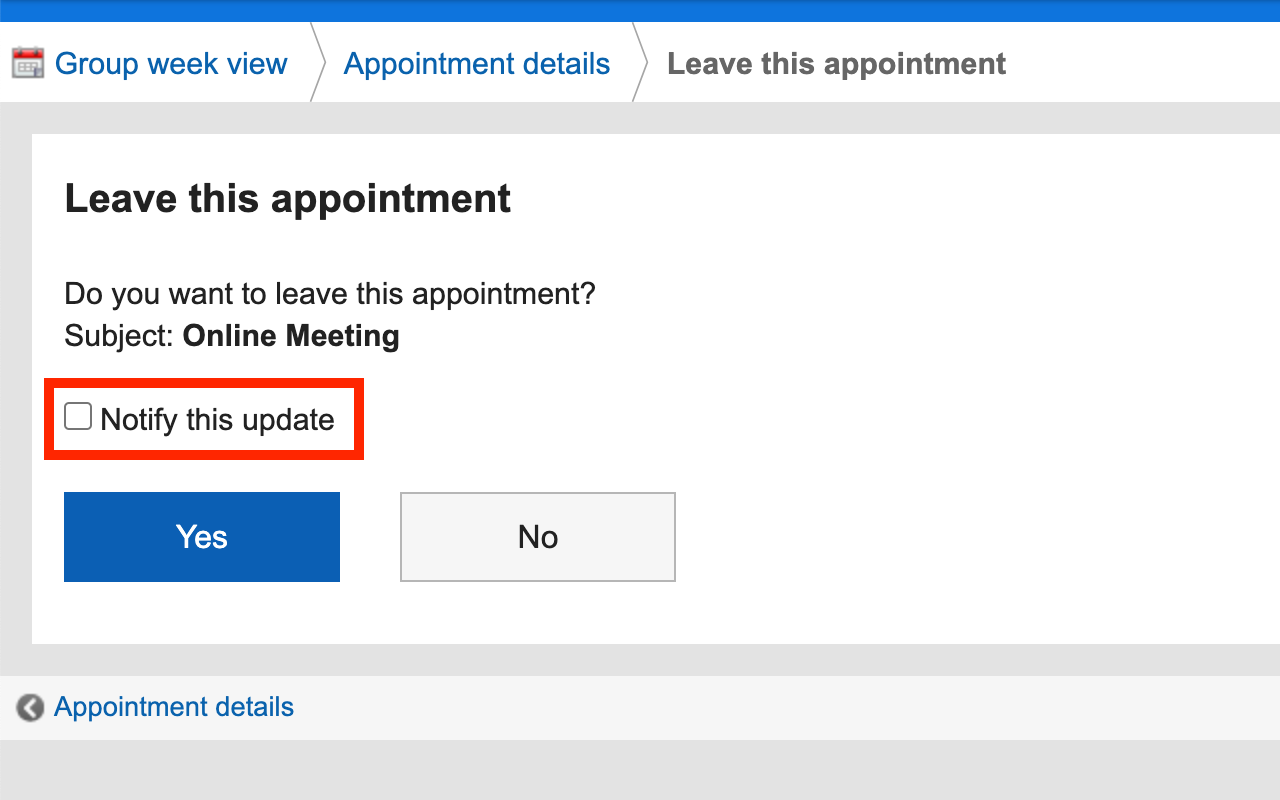 Group week view
Appointment details
Leave this appointment
Leave this appointment
Do you want to leave this appointment?
Subject: Online Meeting
Notify this update
Yes
No
Appointment details